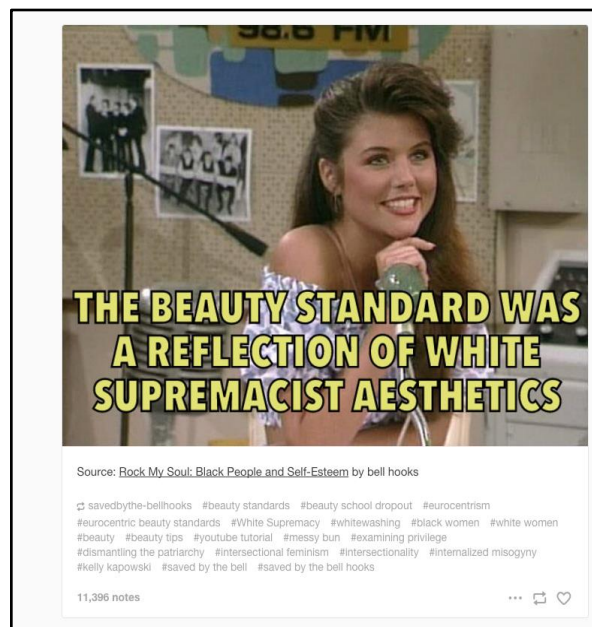 98.6 FM
THE BEAUTY STANDARD WAS
A REFLECTION OF WHITE
SUPREMACIST AESTHETICS
Source: Rock My Soul: Black People and Self-Esteem by bell hooks
savedbythe-bellhooks #beauty standards #beauty school dropout #eurocentrism
#eurocentric beauty standards #White Supremacy #whitewashing #black women #white women
#beauty #beauty tips #youtube tutorial #messy bun #examining privilege
#dismantling the patriarchy #intersectional feminism #intersectionality #internalized misogyny
#kelly kapowski #saved by the bell #saved by the bell hooks
11,396 notes